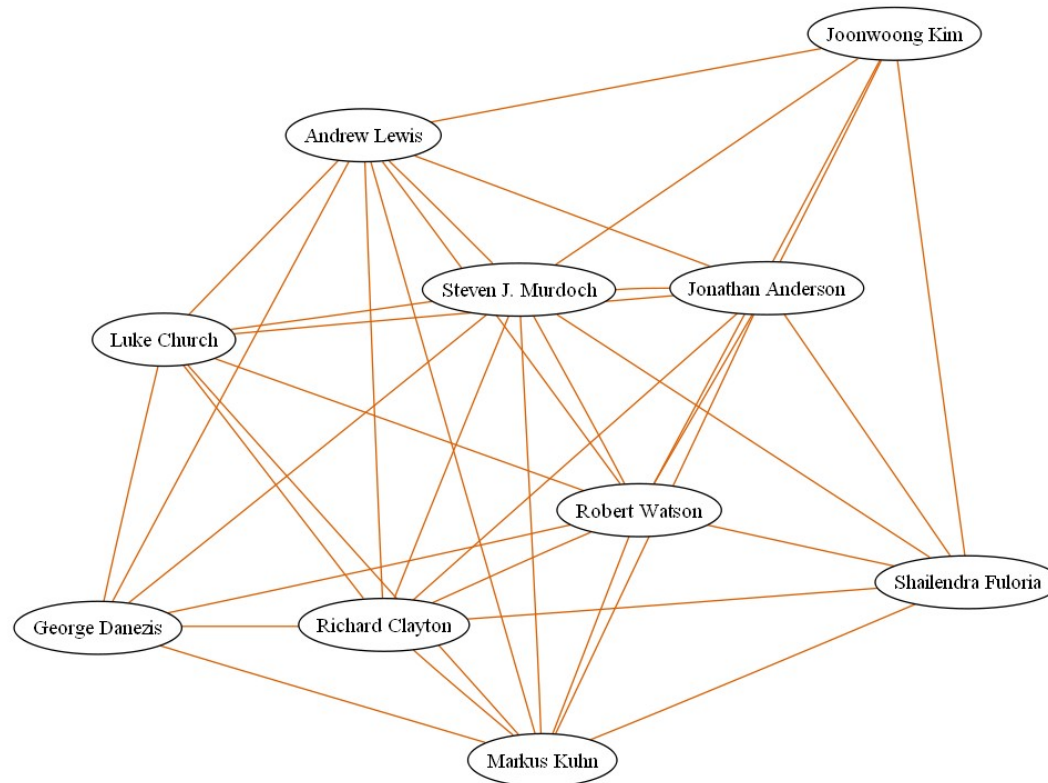 Joonwoong Kim
Andrew Lewis
Steven J. Murdoch
Jonathan Anderson
Luke Church
Robert Watson
Shailendra Fuloria
George Danezis
Richard Clayton
Markus Kuhn